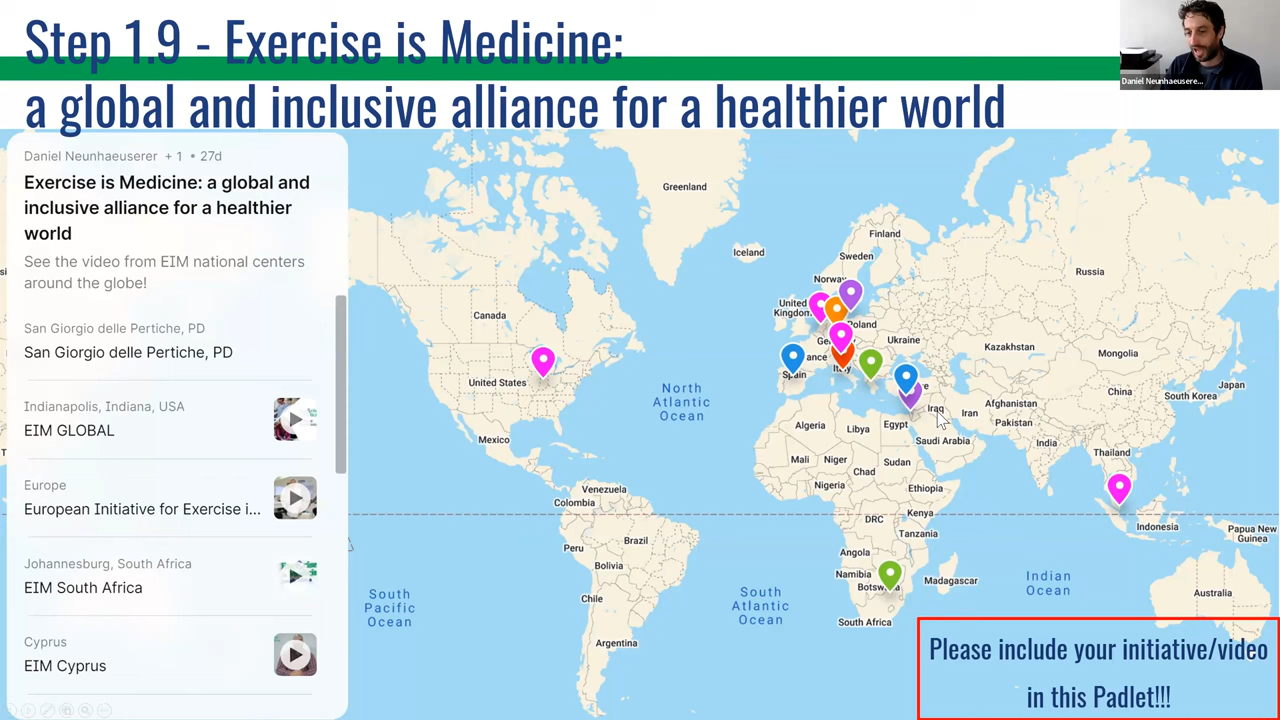 Step 1.9 - Exercise is Medicine:
a global and inclusive alliance for a healthier world
Daniel Neunhaeusere...
Daniel Neunhaeuserer + 1 • 27d
Exercise is Medicine: a global and
inclusive alliance for a healthier
world
See the video from EIM national centers
around the globe!
San Giorgio delle Pertiche, PD
San Giorgio delle Pertiche, PD
Indianapolis, Indiana, USA
EIM GLOBAL
Europe
European Initiative for Exercise i...
Johannesburg, South Africa
EIM South Africa
Cyprus
EIM Cyprus
Greenland
Iceland
Finland
Sweden
Norway
Russia
United
Kingdom
Poland
Ukraine
Kazakhstan
Mongolia
Canada
United States
Spain
Italy
North
Atlantic
Ocean
China
Japan
South Korea
Iraq
Iran
Afghanistan
Pakistan
Mexico
Algeria
Libya
Egypt
Saudi Arabia
India
Thailand
Mali
Niger
Chad
Sudan
Nigeria
Ethiopia
Venezuela
Colombia
Kenya
DRC
Tanzania
Indonesia
Papua New
Guinea
Peru
Brazil
Bolivia
Angola
Namibia
Botswana
Madagascar
Chile
South
Pacific
Ocean
South
Atlantic
Ocean
Indian
Ocean
Australia
South Africa
Argentina
Please include your initiative/video
in this Padlet!!!